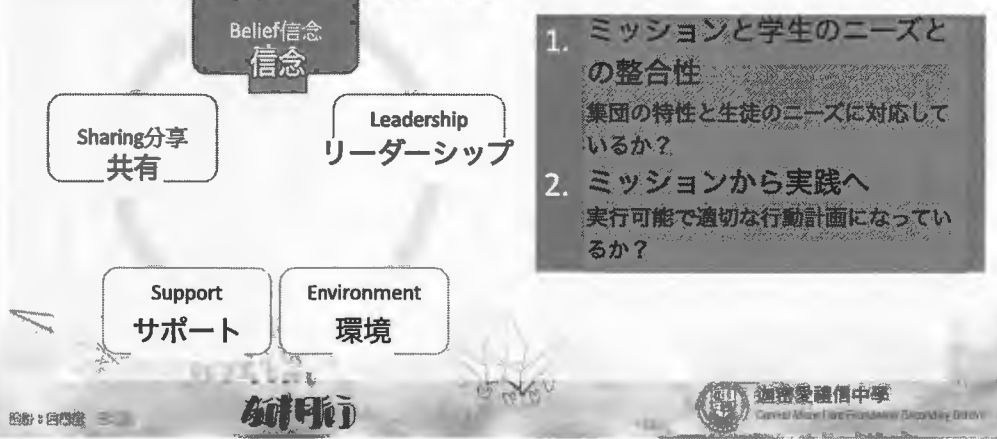 Belief信念
信念
Sharing分享
共有
Leadership
リーダーシップ
Support
サポート
Environment
環境
1. ミッションと学生のニーズと
の整合性
集団の特性と生徒のニーズに対応して
いるか？
2. ミッションから実践へ
実行可能で適切な行動計画になってい
るか？
迦密愛禮信中學